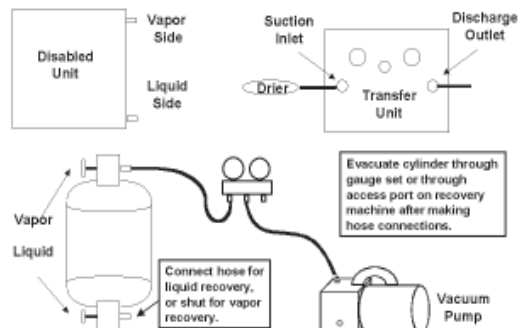 Vapor
Side
Disabled
Unit
Liquid
Side
Suction
Inlet
Discharge
Outlet
Drier
Transfer
Unit
Vapor
Liquid
Evacuate cylinder through
gauge set or through
access port on recovery
machine after making
hose connections.
Connect hose for
liquid recovery,
or shut for vapor
recovery.
Vacuum
Pump